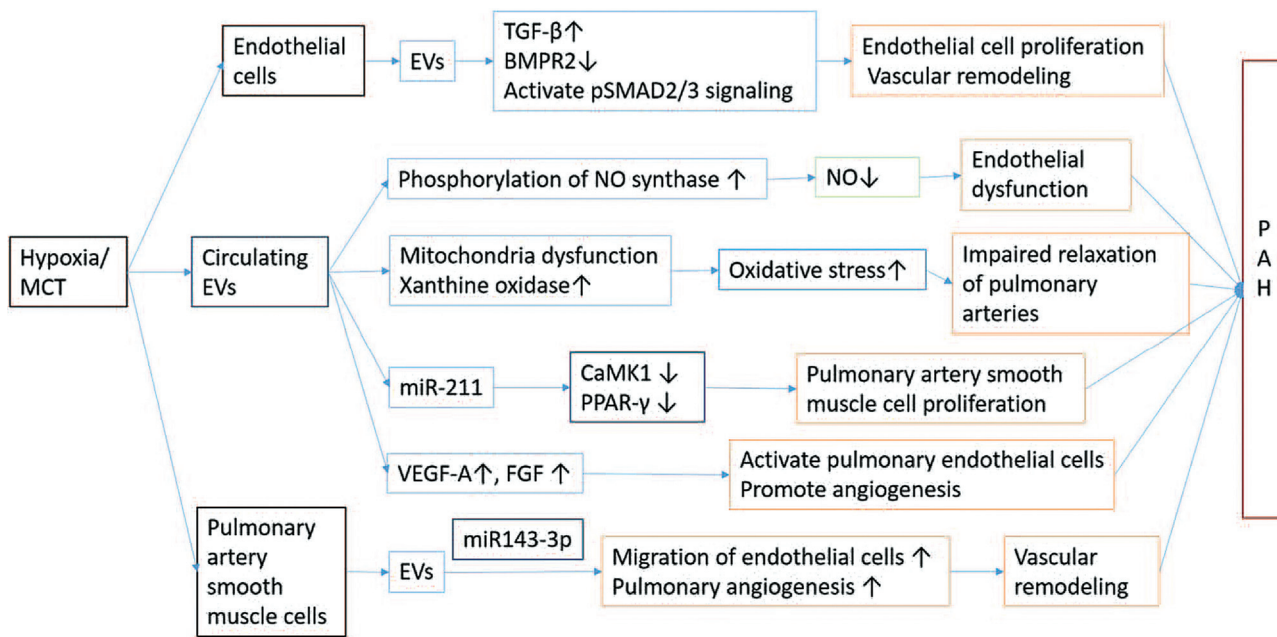 Endothelial
cells
EVs
TGF-β↑
BMPR2↓
Activate pSMAD2/3 signaling
Endothelial cell proliferation
Vascular remodeling
Phosphorylation of NO synthase ↑
NO↓
Endothelial
dysfunction
Hypoxia/
MCT
Circulating
EVs
Mitochondria dysfunction
Xanthine oxidase↑
Oxidative stress↑
Impaired relaxation
of pulmonary
arteries
miR-211
CaMK1 ↓
PPAR-γ ↓
Pulmonary artery smooth
muscle cell proliferation
VEGF-A↑, FGF ↑
Activate pulmonary endothelial cells
Promote angiogenesis
Pulmonary
artery
smooth
muscle cells
EVs
miR143-3p
Migration of endothelial cells ↑
Pulmonary angiogenesis ↑
Vascular
remodeling
P
A
H